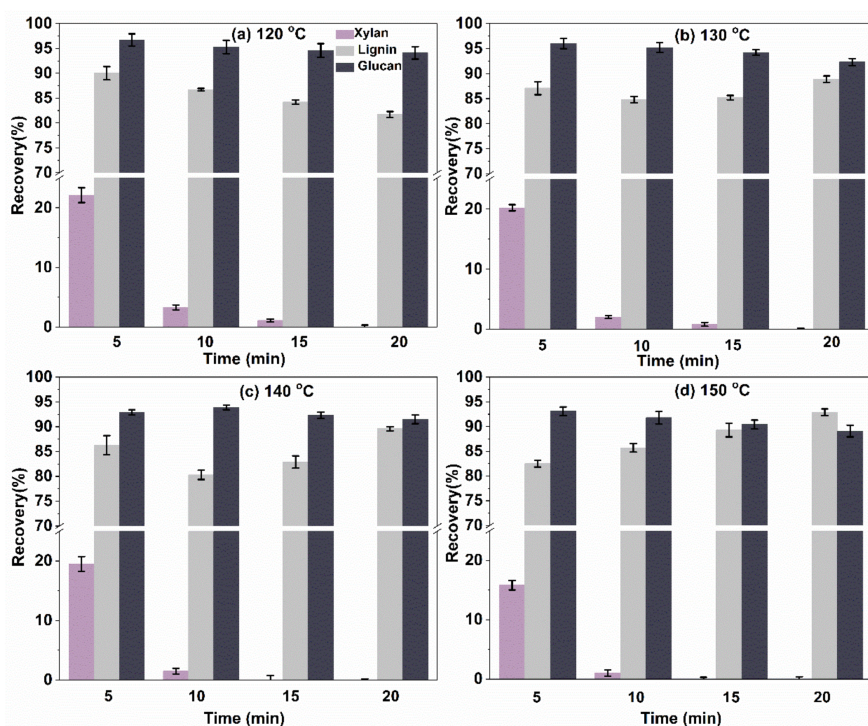 (a) 120 °C
Xylan
Lignin
Glucan
100
95
90
85
80
75
70
20
10
0
Recovery(%)
5 10 15 20
Time (min)
(b) 130 °C
100
95
90
85
80
75
70
20
10
0
Recovery(%)
5 10 15 20
Time (min)
(c) 140 °C
100
95
90
85
80
75
70
20
10
0
Recovery(%)
5 10 15 20
Time (min)
(d) 150 °C
100
95
90
85
80
75
70
20
10
0
Recovery(%)
5 10 15 20
Time (min)